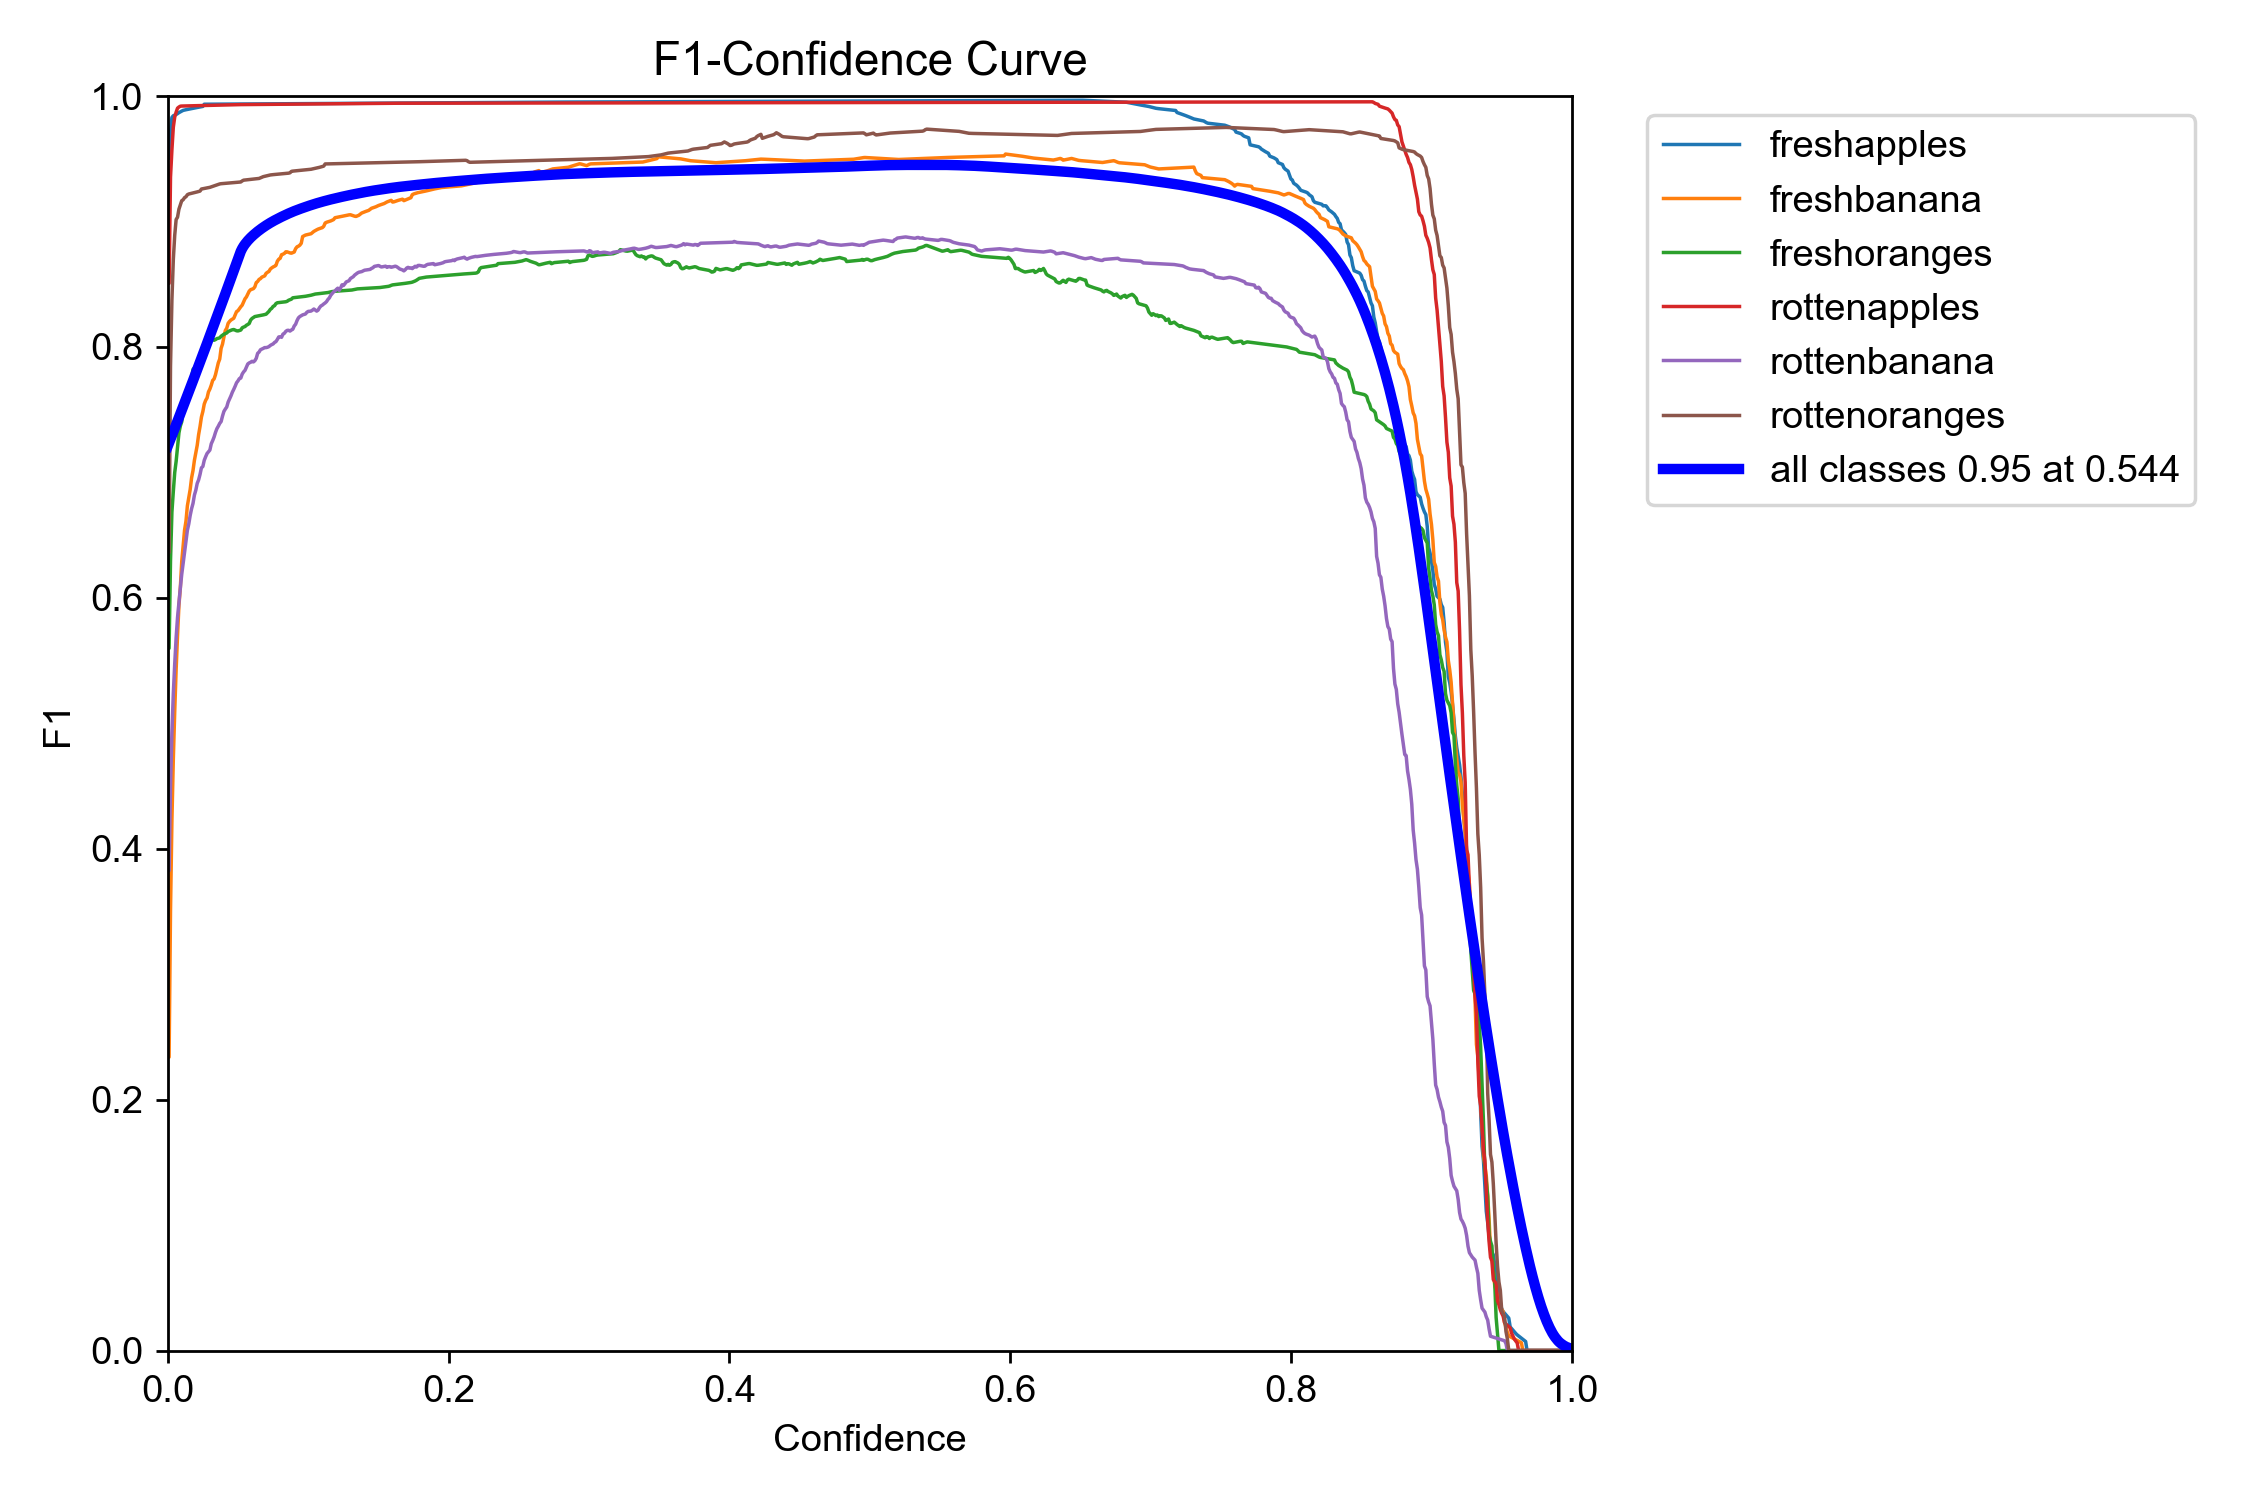 F1-Confidence Curve
1.0
0.8
0.6
0.4
0.2
0.0
F1
0.0 0.2 0.4 0.6 0.8 1.0
Confidence
freshapples
freshbanana
freshoranges
rottenapples
rottenbanana
rottenoranges
all classes 0.95 at 0.544